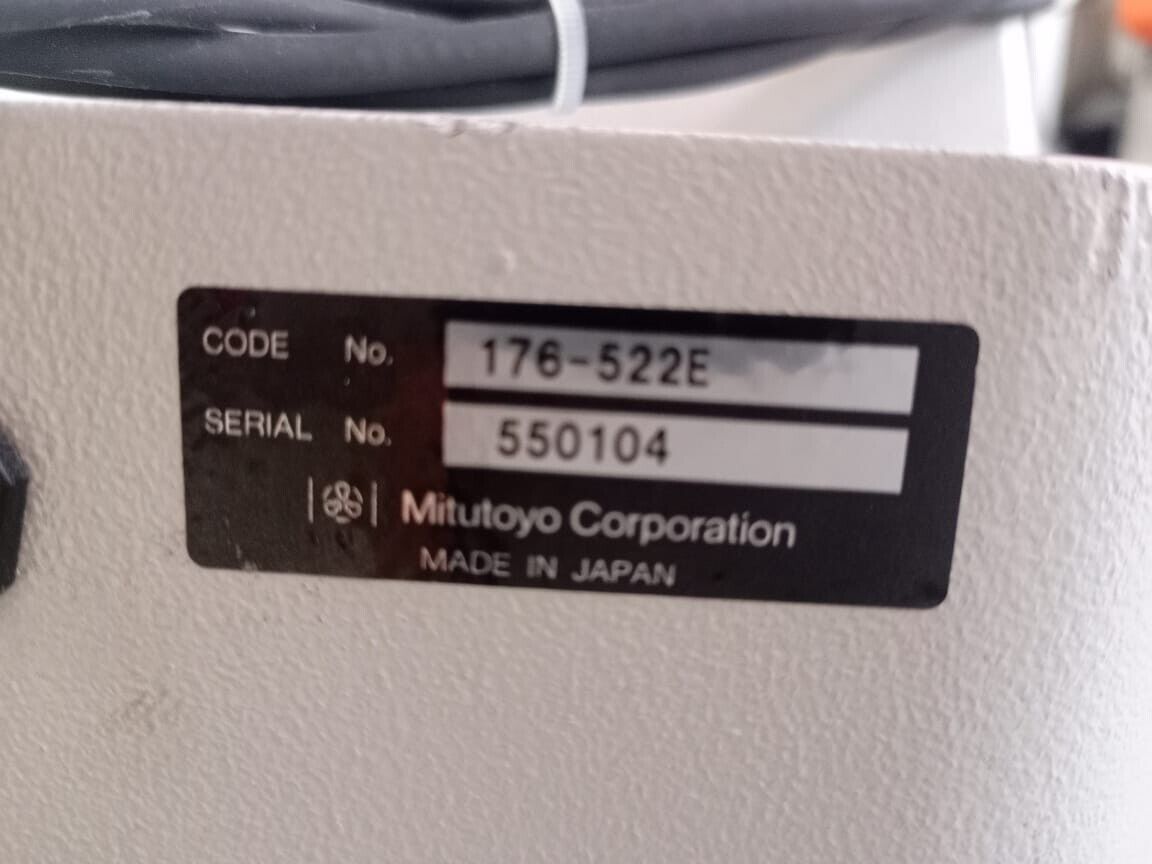 CODE No. 176-522E
SERIAL No. 550104
Mitutoyo Corporation
MADE IN JAPAN